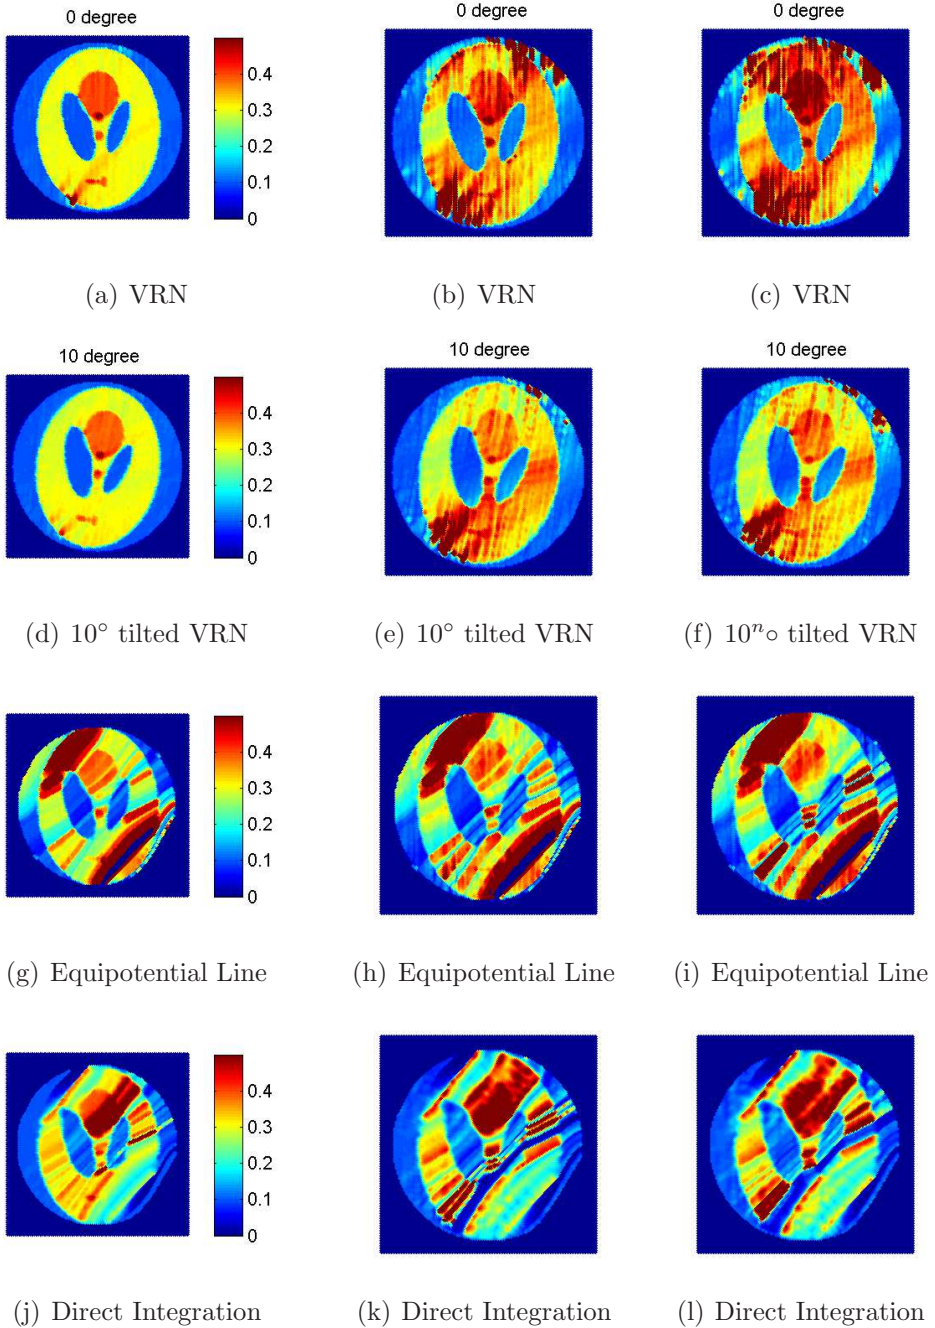 0 degree
0 degree
0 degree
0.4
0.3
0.2
0.1
0
(a) VRN
(b) VRN
(c) VRN
10 degree
10 degree
10 degree
0.4
0.3
0.2
0.1
0
(d) 10° tilted VRN
(e) 10° tilted VRN
(f) 10ⁿ∘ tilted VRN
0.4
0.3
0.2
0.1
0
(g) Equipotential Line
(h) Equipotential Line
(i) Equipotential Line
0.4
0.3
0.2
0.1
0
(j) Direct Integration
(k) Direct Integration
(l) Direct Integration